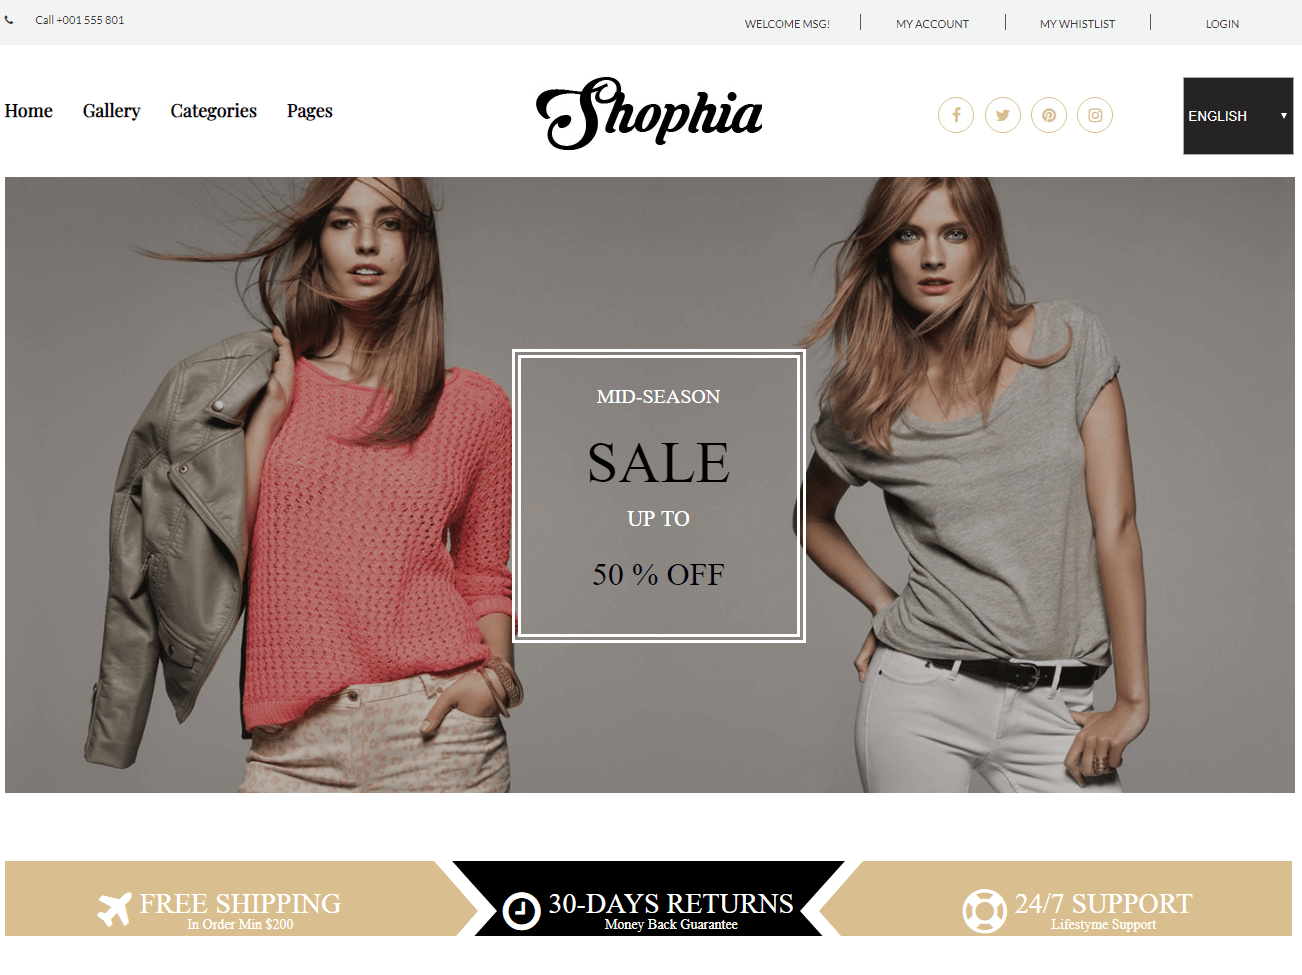 Call +001 555 801
WELCOME MSG!
MY ACCOUNT
MY WHISTLIST
LOGIN
Home
Gallery
Categories
Pages
Shophia
ENGLISH
MID-SEASON
SALE
UP TO
50 % OFF
FREE SHIPPING
In Order Min $200
30-DAYS RETURNS
Money Back Guarantee
24/7 SUPPORT
Lifestyme Support